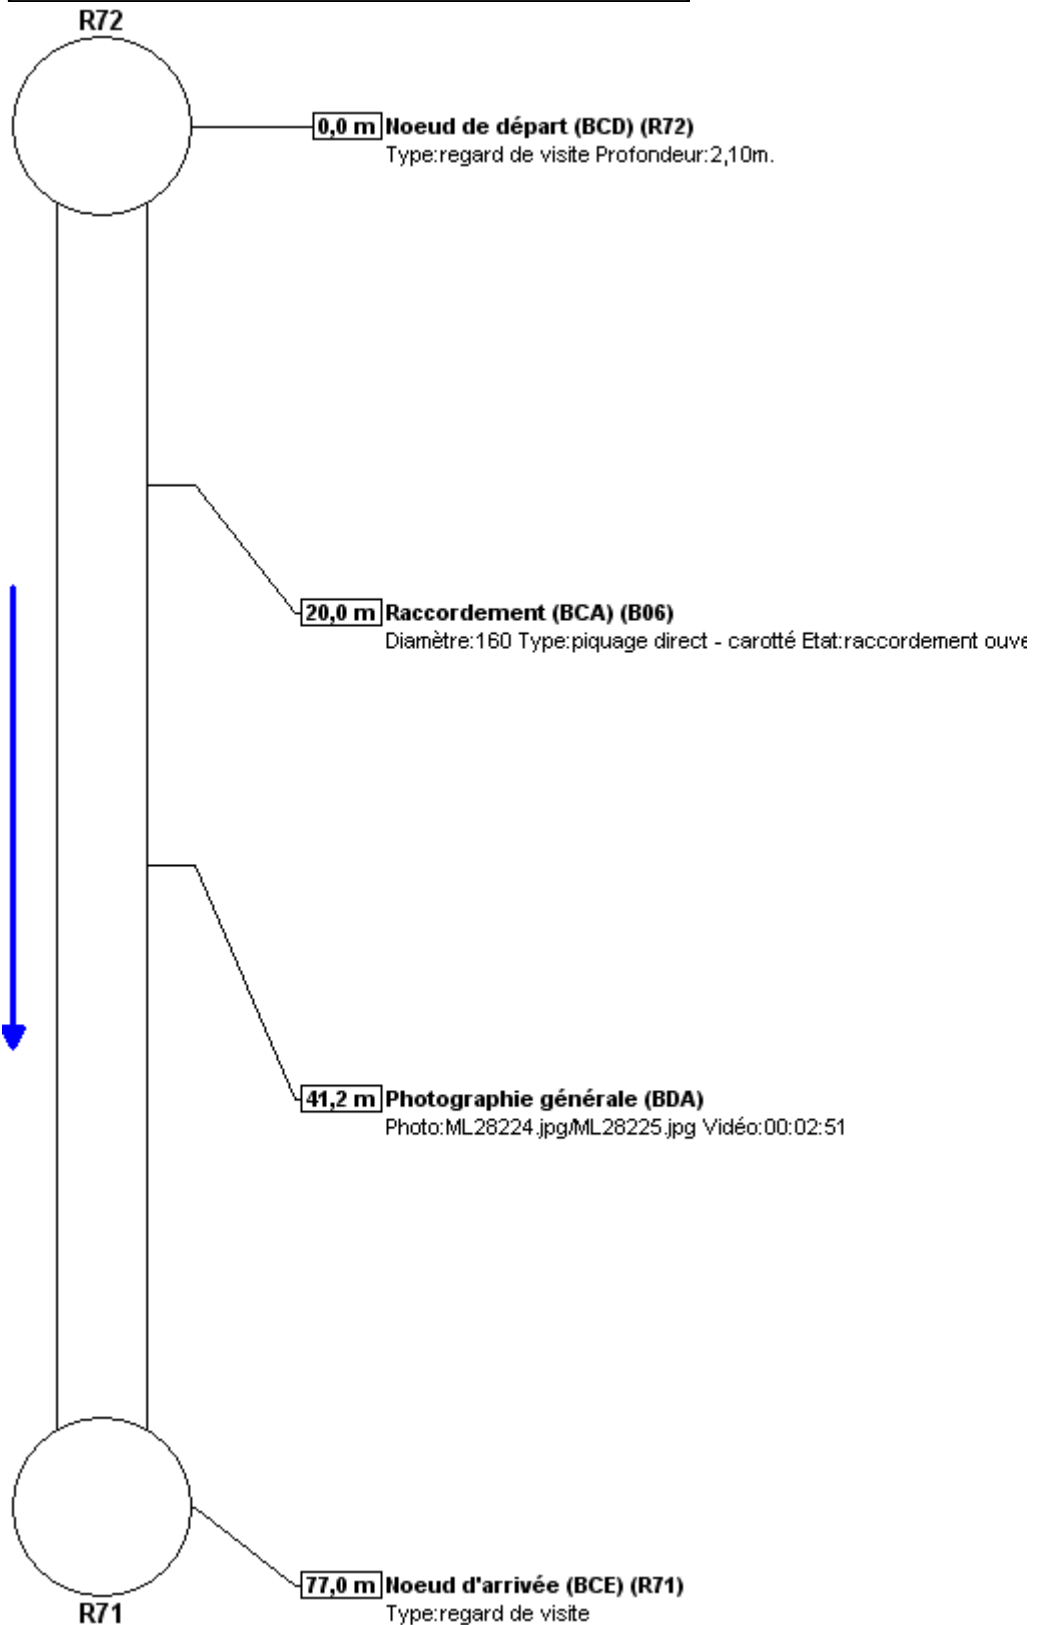 R72
0,0 m Noeud de départ (BCD) (R72)
Type:regard de visite Profondeur:2,10m.
20,0 m Raccordement (BCA) (B06)
Diamètre:160 Type:piquage direct - carotté Etat:raccordement ouve
41,2 m Photographie générale (BDA)
Photo:ML28224.jpg/ML28225.jpg Vidéo:00:02:51
77,0 m Noeud d'arrivée (BCE) (R71)
R71
Type:regard de visite